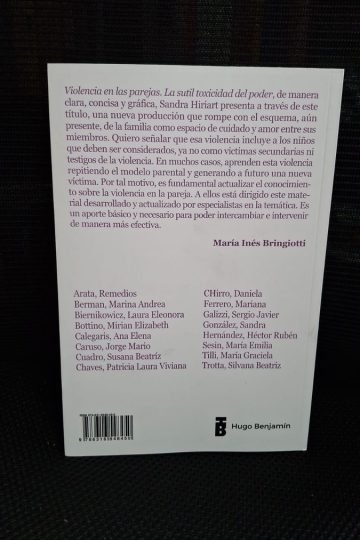 Violencia en las parejas. La sutil toxicidad del poder, de manera
clara, concisa y gráfica, Sandra Hiriart presenta a través de este
título, una nueva producción que rompe con el esquema, aún
presente, de la familia como espacio de cuidado y amor entre sus
miembros. Quiero señalar que esa violencia incluye a los niños
que deben ser considerados, ya no como víctimas secundarias ni
testigos de la violencia. En muchos casos, aprenden esta violencia
repitiendo el modelo parental y generando a futuro una nueva
víctima. Por tal motivo, es fundamental actualizar el conocimien-
to sobre la violencia en la pareja. A ellos está dirigido este mate-
rial desarrollado y actualizado por especialistas en la temática. Es
un aporte básico y necesario para poder intercambiar e intervenir
de manera más efectiva.
María Inés Bringiotti
Arata, Remedios
Berman, Marina Andrea
Biernikowicz, Laura Eleonora
Bottino, Mirian Elizabeth
Calegaris, Ana Elena
Caruso, Jorge Mario
Cuadro, Susana Beatríz
Chaves, Patricia Laura Viviana
CHirro, Daniela
Ferrero, Mariana
Galizzi, Sergio Javier
González, Sandra
Hernández, Héctor Rubén
Sesin, María Emilia
Tilli, María Graciela
Trotta, Silvana Beatríz
Hugo Benjamín